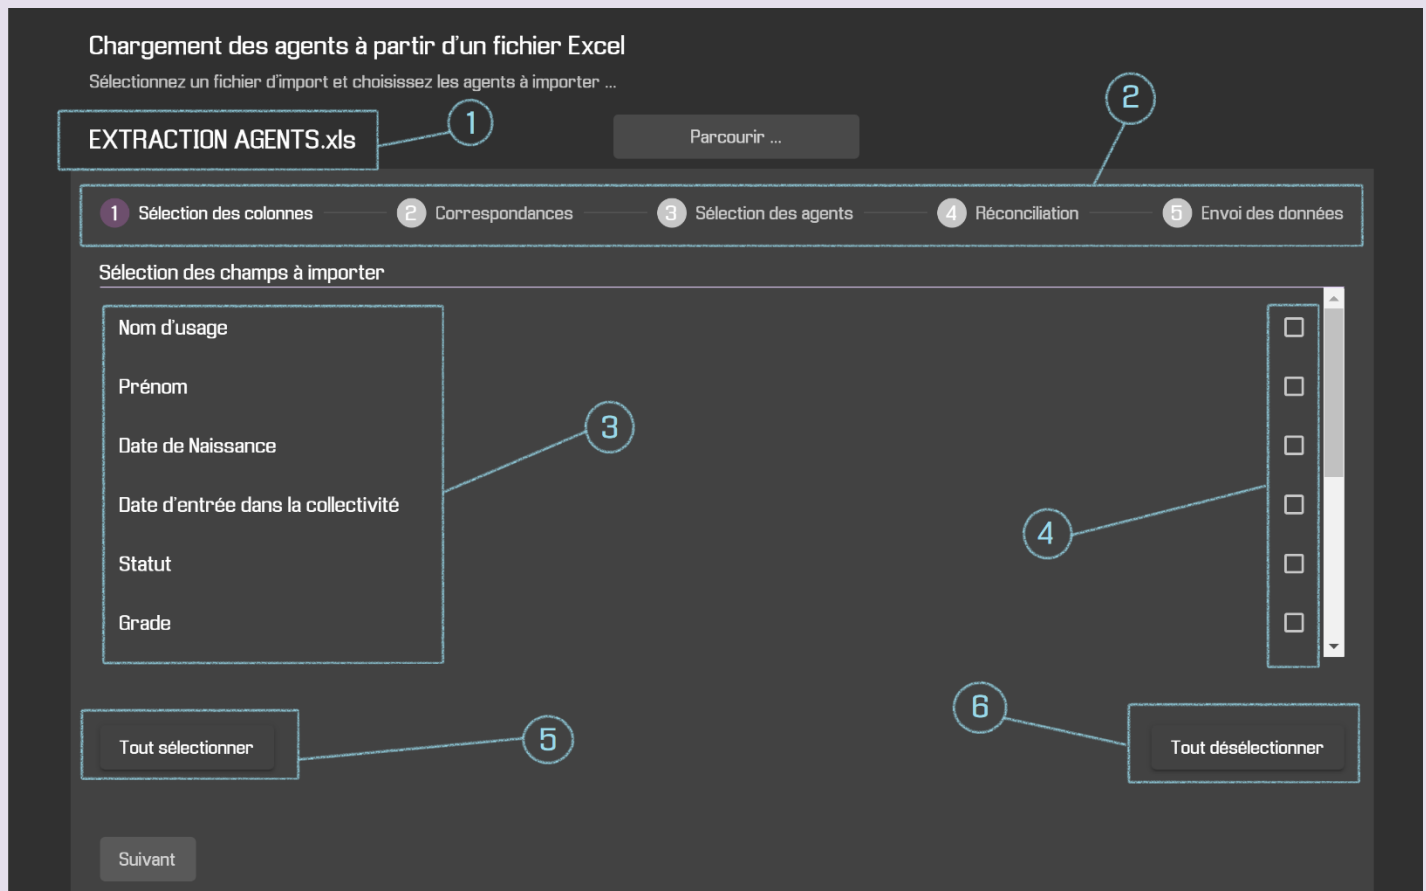 Chargement des agents à partir d'un fichier Excel
Sélectionnez un fichier d'import et choisissez les agents à importer ...
2
1
EXTRACTION AGENTS.xls
Parcourir ...
1 Sélection des colonnes 2 Correspondances 3 Sélection des agents 4 Réconciliation 5 Envoi des données
Sélection des champs à importer
Nom d'usage
Prénom
3
Date de Naissance
Date d'entrée dans la collectivité
4
Statut
Grade
6
5
Tout sélectionner
Tout désélectionner
Suivant